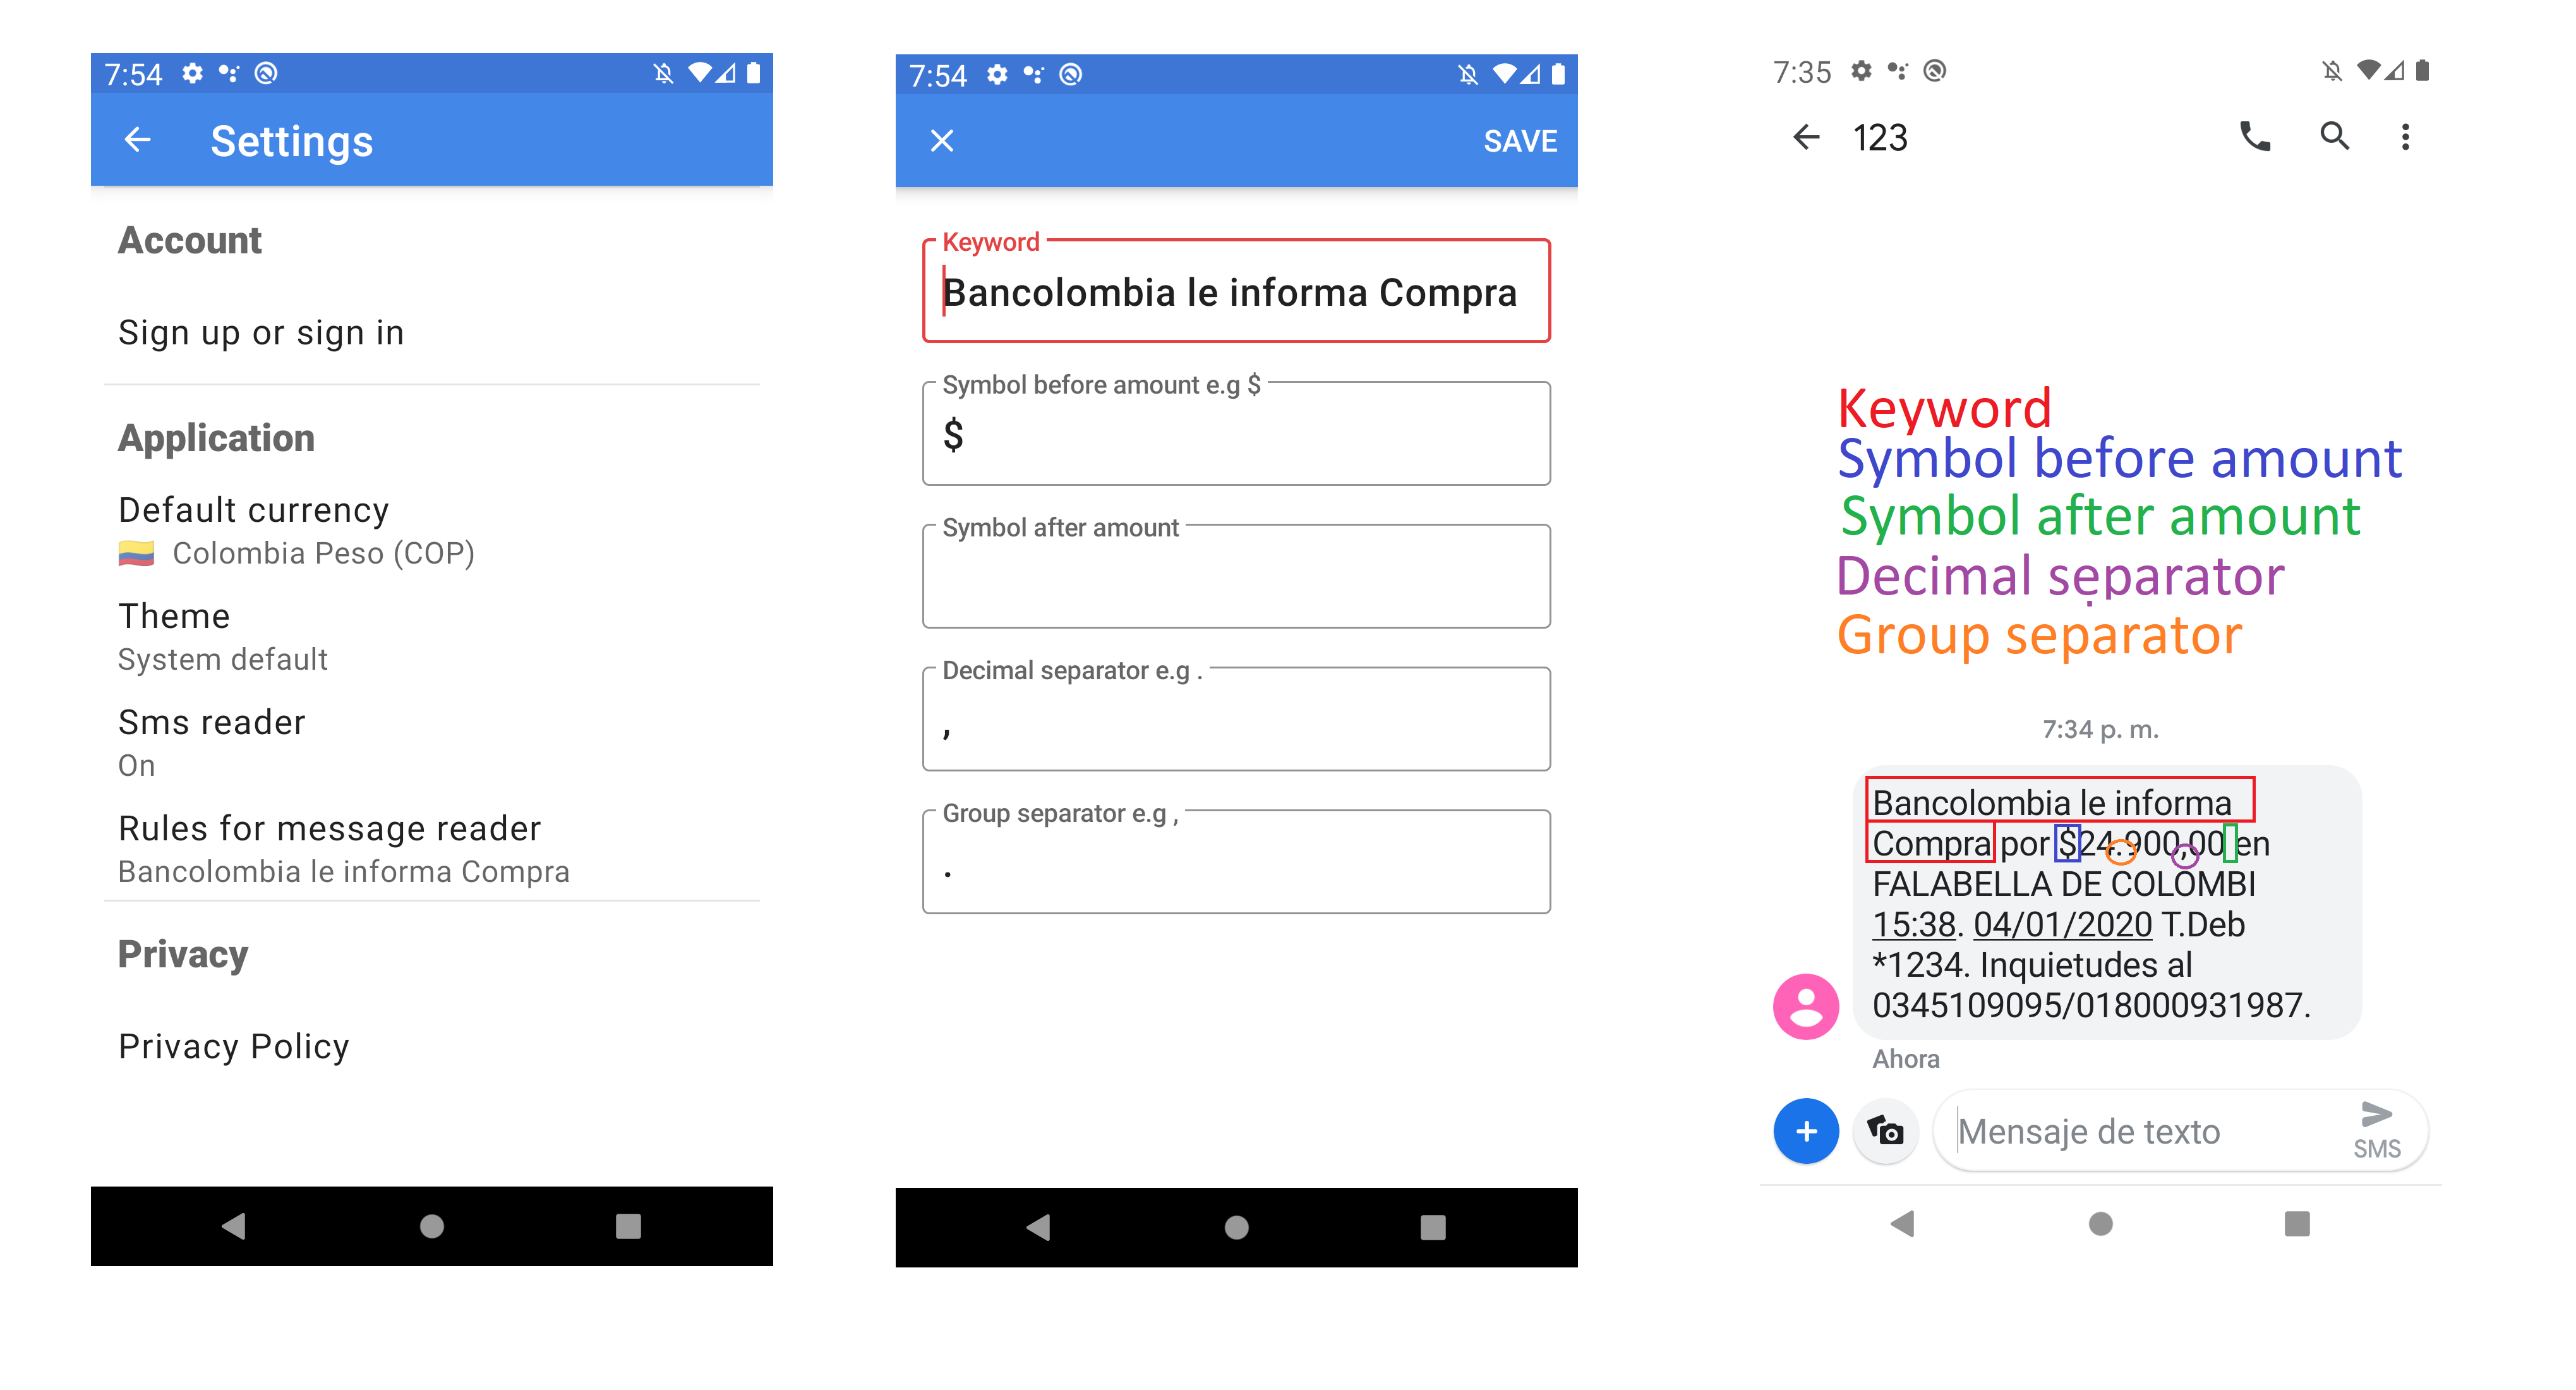 7:54
Settings
Account
Sign up or sign in
Application
Default currency
Colombia Peso (COP)
Theme
System default
Sms reader
On
Rules for message reader
Bancolombia le informa Compra
Privacy
Privacy Policy
7:54
SAVE
Keyword
Bancolombia le informa Compra
Symbol before amount e.g $
$
Symbol after amount
Decimal separator e.g .
,
Group separator e.g ,
.
7:35
123
Keyword
Symbol before amount
Symbol after amount
Decimal separator
Group separator
7:34 p. m.
Bancolombia le informa
Compra por $24.900,00 en
FALABELLA DE COLOMBI
15:38. 04/01/2020 T.Deb
*1234. Inquietudes al
0345109095/018000931987.
Ahora
Mensaje de texto
SMS